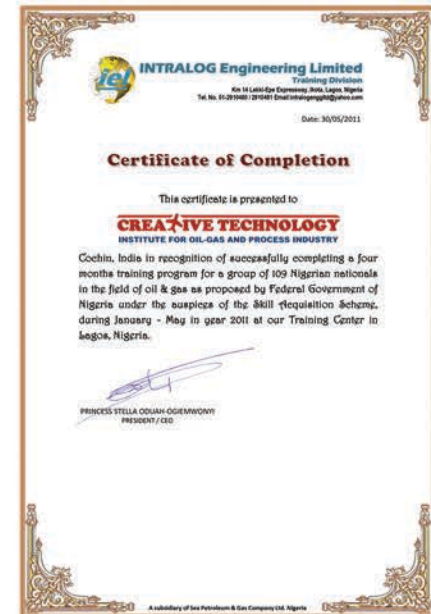 iel
INTRALOG Engineering Limited
Training Division
Km 14 Lekki-Epe Expressway, Ikota, Lagos, Nigeria
Tel. No. 01-2910480 / 2910481 Email:intralogenggltd@yahoo.com
Date: 30/05/2011
Certificate of Completion
This certificate is presented to
CREATIVE TECHNOLOGY
INSTITUTE FOR OIL-GAS AND PROCESS INDUSTRY
Cochin, India in recognition of successfully completing a four
months training program for a group of 109 Nigerian nationals
in the field of oil & gas as proposed by Federal Government of
Nigeria under the auspices of the Skill Acquisition Scheme,
during January - May in year 2011 at our Training Center in
Lagos, Nigeria.
PRINCESS STELLA ODUAH-OGIEMWONYI
PRESIDENT / CEO
A subsidiary of Sea Petroleum & Gas Company Ltd. Nigeria